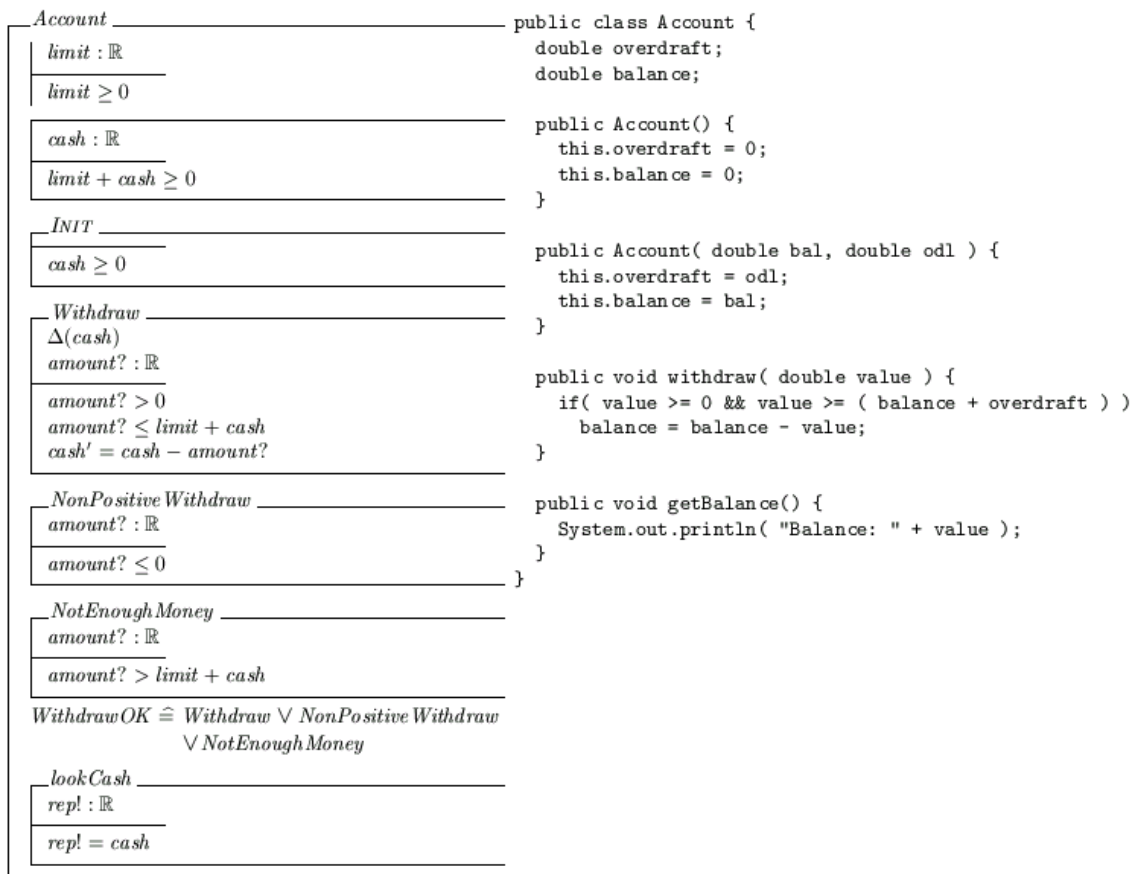 Account
limit : ℝ
limit ≥ 0
cash : ℝ
limit + cash ≥ 0
INIT
cash ≥ 0
Withdraw
Δ(cash)
amount? : ℝ
amount? > 0
amount? ≤ limit + cash
cash′ = cash − amount?
NonPositiveWithdraw
amount? : ℝ
amount? ≤ 0
NotEnoughMoney
amount? : ℝ
amount? > limit + cash
WithdrawOK ≙ Withdraw ∨ NonPositiveWithdraw
∨ NotEnoughMoney
lookCash
rep! : ℝ
rep! = cash
public class Account {
double overdraft;
double balance;
public Account() {
this.overdraft = 0;
this.balance = 0;
}
public Account( double bal, double odl ) {
this.overdraft = odl;
this.balance = bal;
}
public void withdraw( double value ) {
if( value >= 0 && value >= ( balance + overdraft ) )
balance = balance - value;
}
public void getBalance() {
System.out.println( "Balance: " + value );
}
}